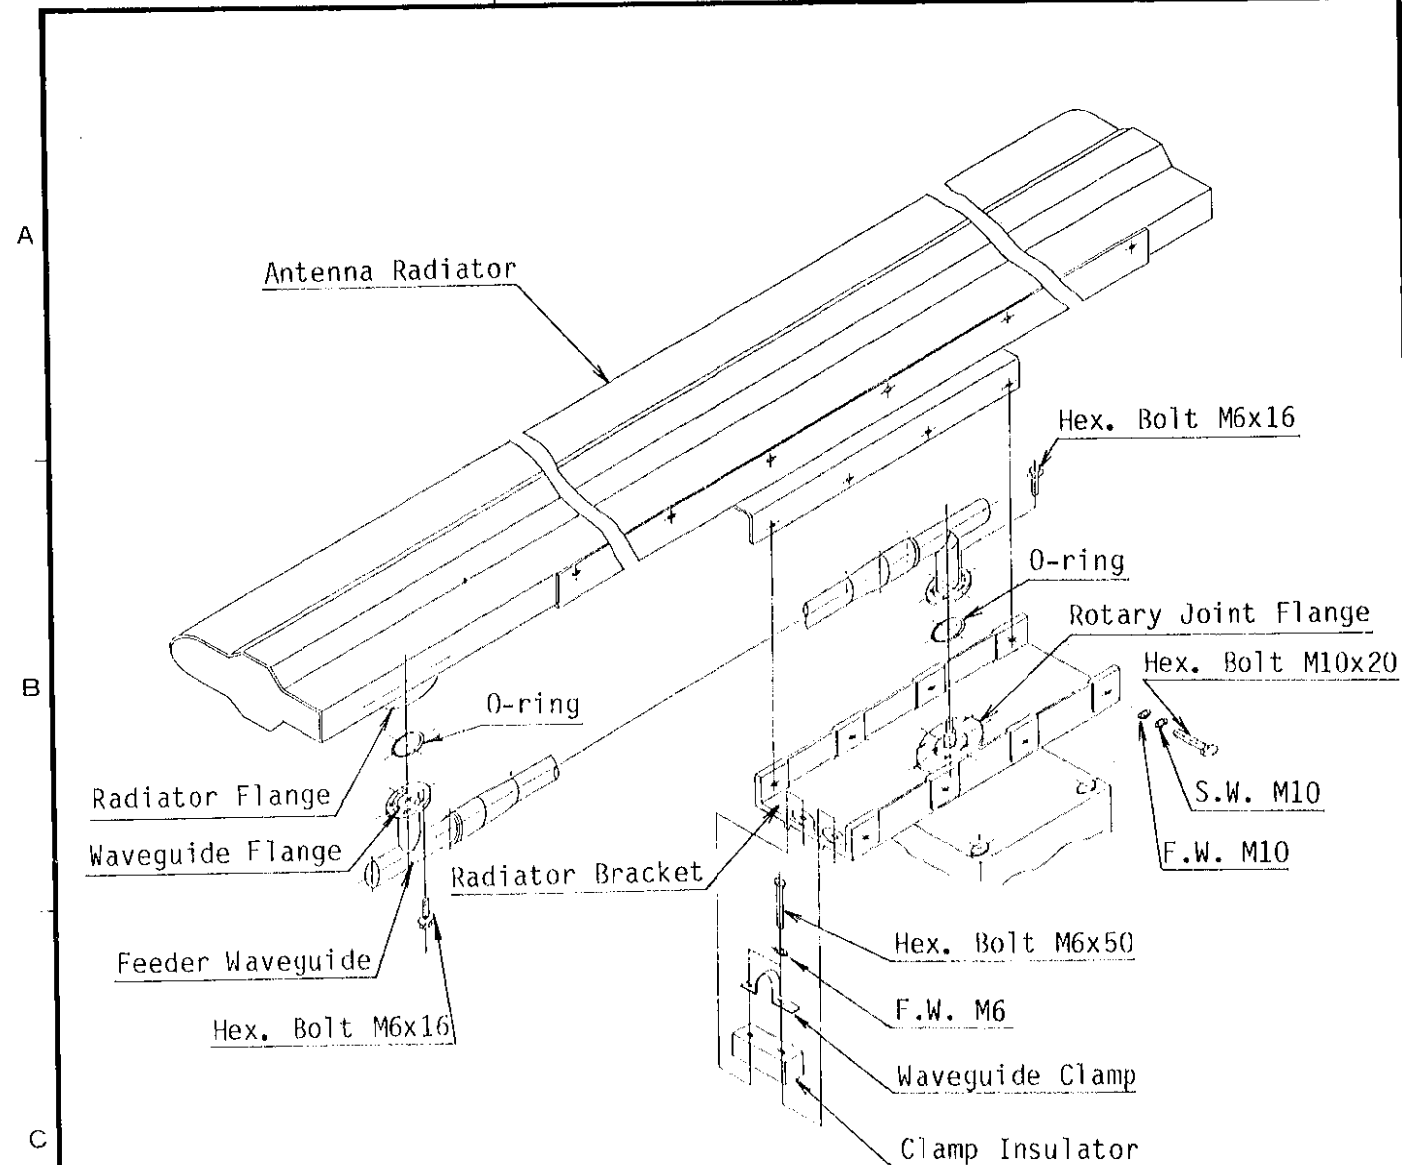 A
Antenna Radiator
Hex. Bolt M6x16
O-ring
Rotary Joint Flange
B
Hex. Bolt M10x20
O-ring
Radiator Flange
S.W. M10
Waveguide Flange
F.W. M10
Radiator Bracket
Hex. Bolt M6x50
Feeder Waveguide
F.W. M6
Hex. Bolt M6x16
Waveguide Clamp
C
Clamp Insulator